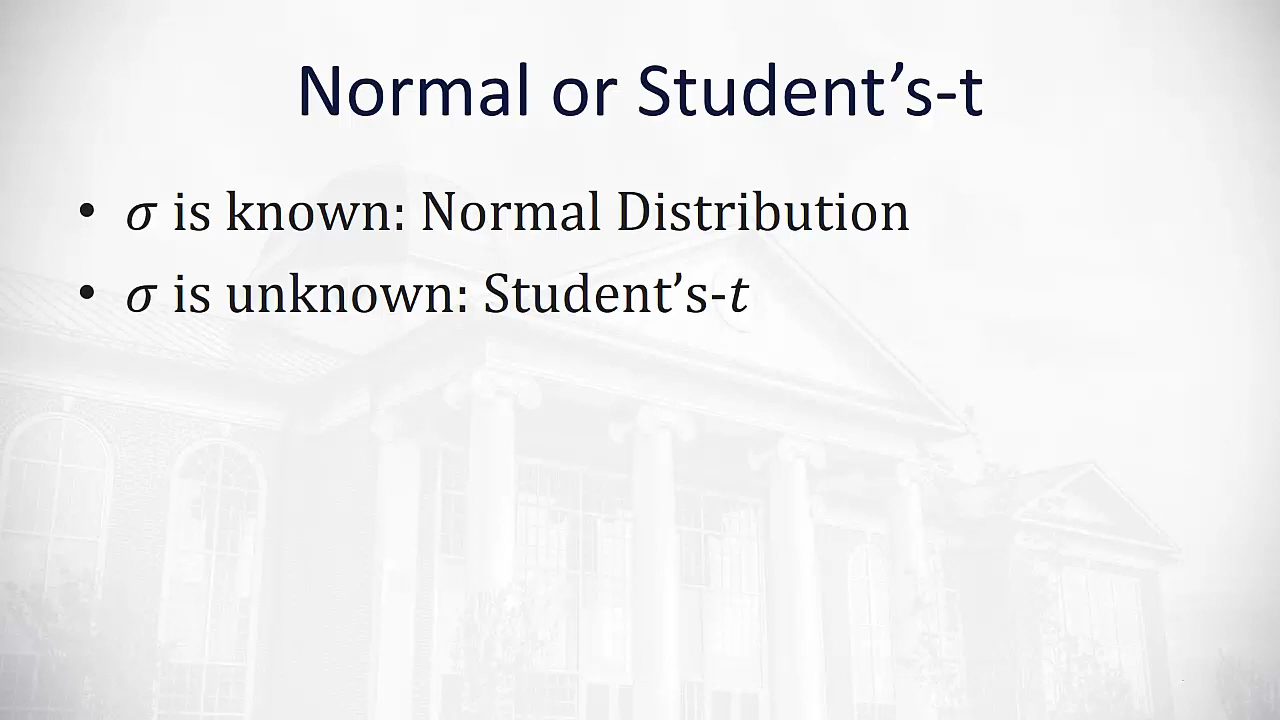 Normal or Student’s-t
• σ is known: Normal Distribution
• σ is unknown: Student’s-t